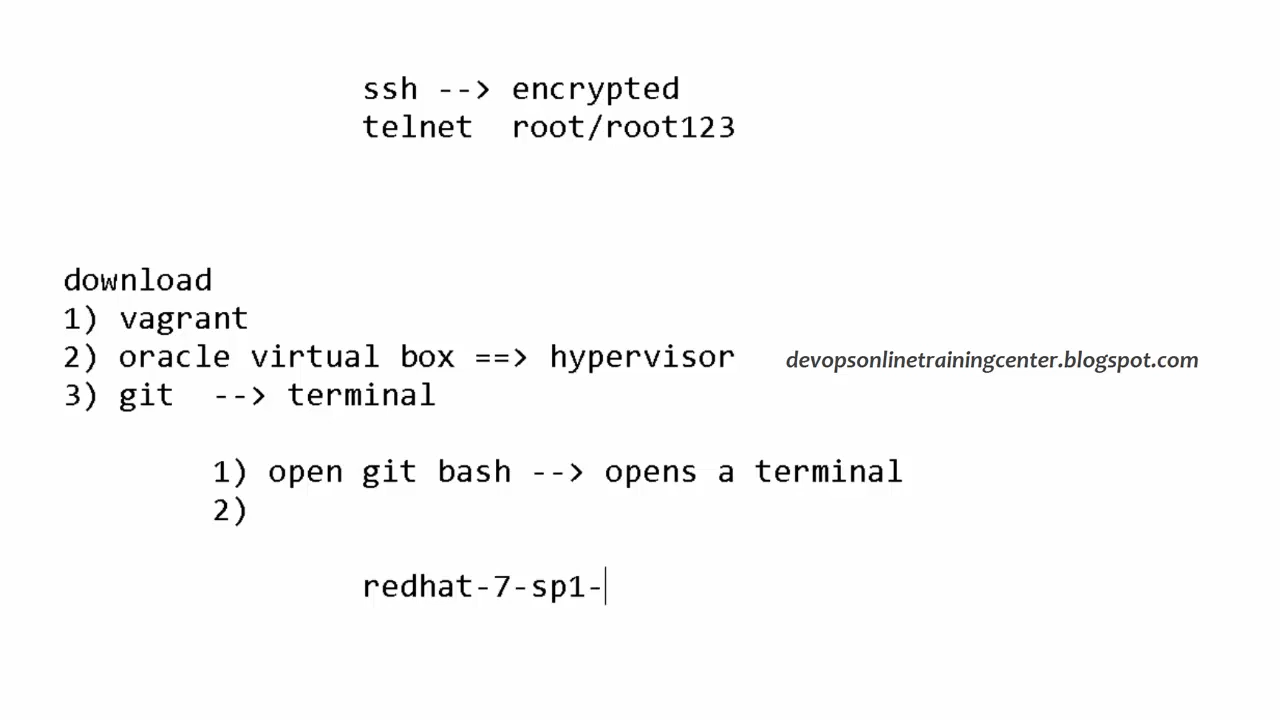 ssh --> encrypted
telnet  root/root123
download
1) vagrant
2) oracle virtual box ==> hypervisor
devopsonlinetrainingcenter.blogspot.com
3) git  --> terminal
1) open git bash --> opens a terminal
2)
redhat-7-sp1-